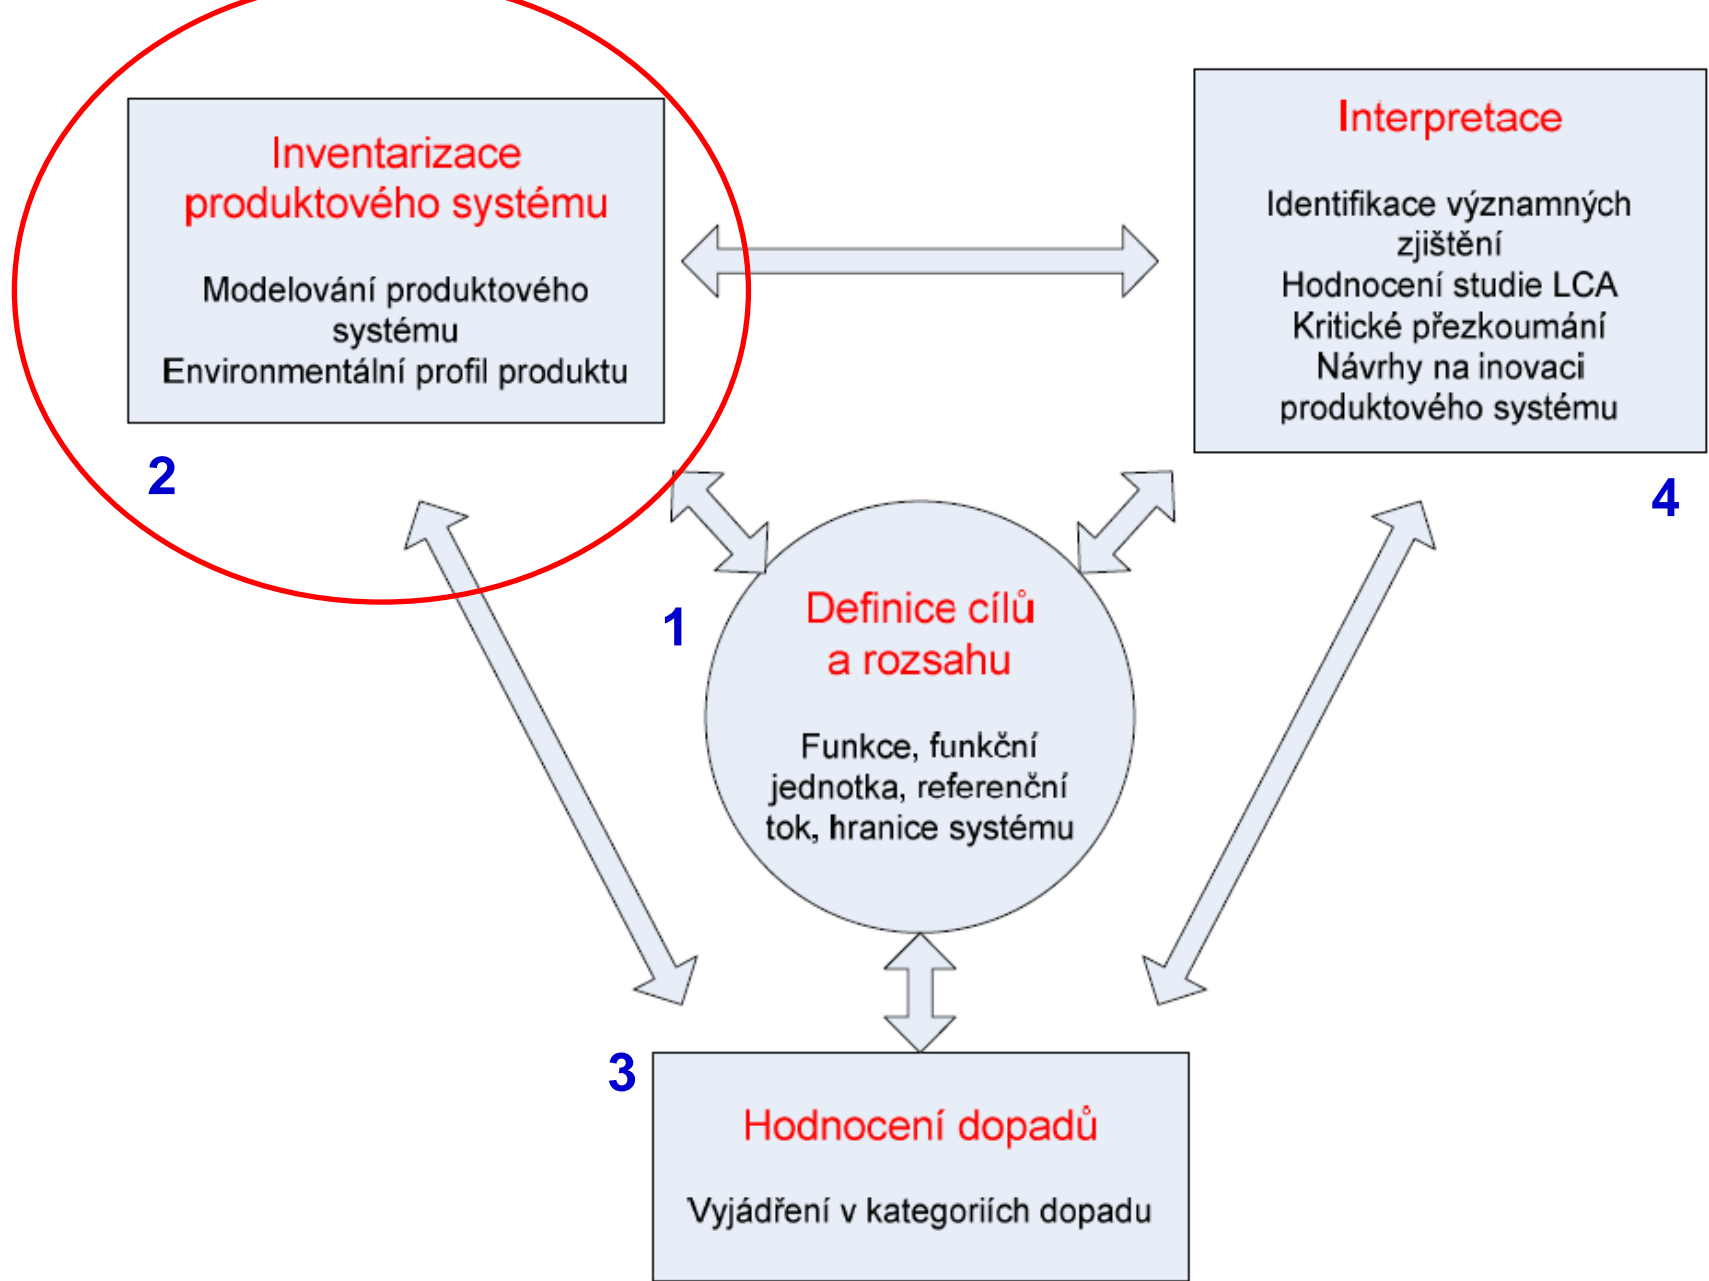 Inventarizace
produktového systému
Modelování produktového
systému
Environmentální profil produktu
2
Interpretace
Identifikace významných
zjištění
Hodnocení studie LCA
Kritické přezkoumání
Návrhy na inovaci
produktového systému
4
1
Definice cílů
a rozsahu
Funkce, funkční
jednotka, referenční
tok, hranice systému
3
Hodnocení dopadů
Vyjádření v kategoriích dopadu